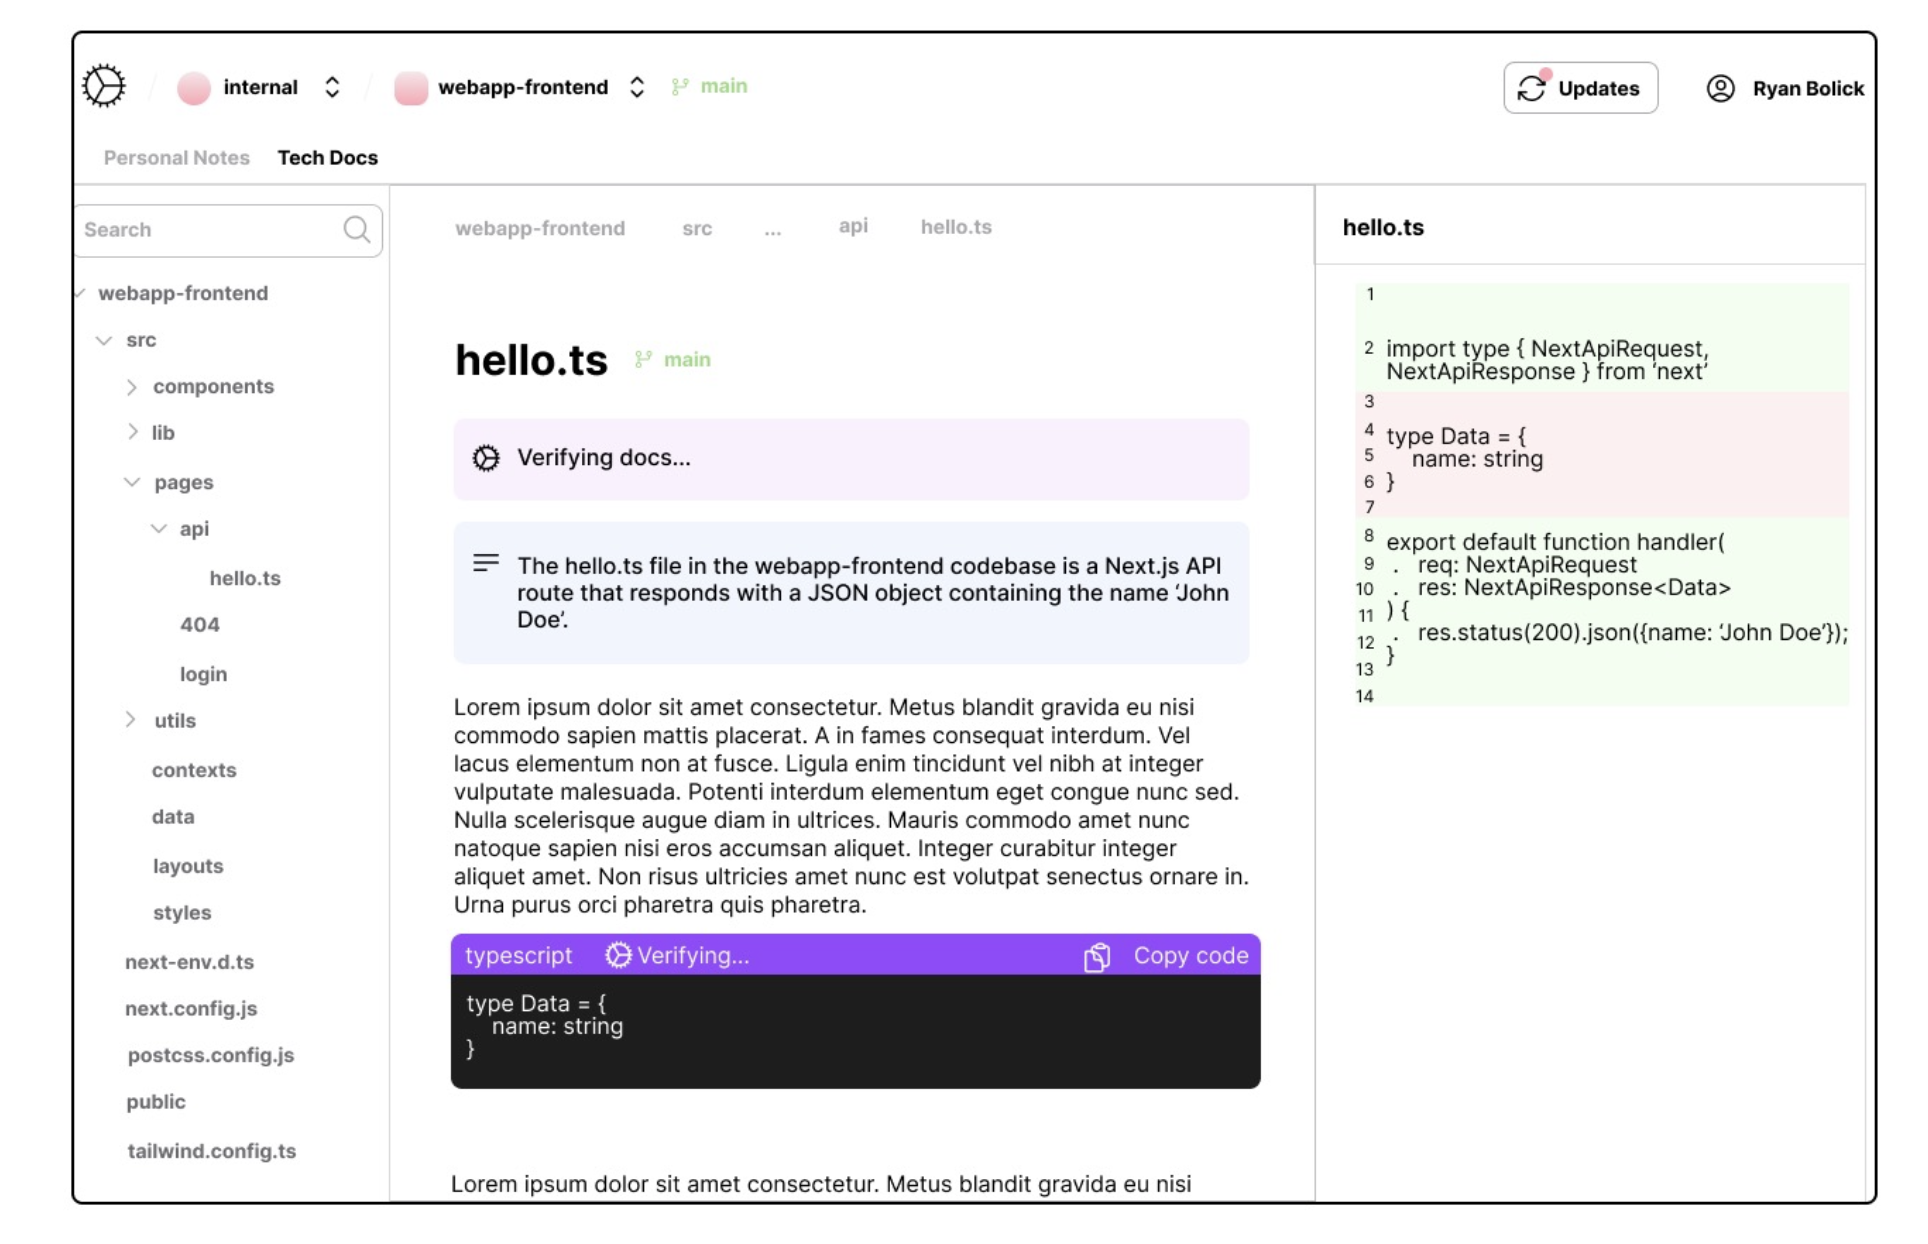 internal
webapp-frontend
main
Updates
Ryan Bolick
Personal Notes
Tech Docs
Search
webapp-frontend
src
components
lib
pages
api
hello.ts
404
login
utils
contexts
data
layouts
styles
next-env.d.ts
next.config.js
postcss.config.js
public
tailwind.config.ts
webapp-frontend src ... api hello.ts
hello.ts
main
Verifying docs...
The hello.ts file in the webapp-frontend codebase is a Next.js API
route that responds with a JSON object containing the name ‘John
Doe’.
Lorem ipsum dolor sit amet consectetur. Metus blandit gravida eu nisi
commodo sapien mattis placerat. A in fames consequat interdum. Vel
lacus elementum non at fusce. Ligula enim tincidunt vel nibh at integer
vulputate malesuada. Potenti interdum elementum eget congue nunc sed.
Nulla scelerisque augue diam in ultrices. Mauris commodo amet nunc
natoque sapien nisi eros accumsan aliquet. Integer curabitur integer
aliquet amet. Non risus ultricies amet nunc est volutpat senectus ornare in.
Urna purus orci pharetra quis pharetra.
typescript
Verifying...
Copy code
type Data = {
name: string
}
Lorem ipsum dolor sit amet consectetur. Metus blandit gravida eu nisi
hello.ts
1
2 import type { NextApiRequest,
NextApiResponse } from ‘next’
3
4 type Data = {
5 name: string
6 }
7
8 export default function handler(
9 . req: NextApiRequest
10 . res: NextApiResponse<Data>
11 ) {
12 . res.status(200).json({name: ‘John Doe’});
13 }
14